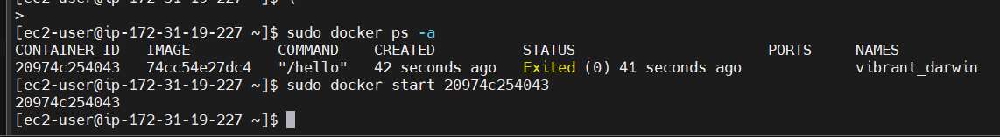 >
[ec2-user@ip-172-31-19-227 ~]$ sudo docker ps -a
CONTAINER ID   IMAGE          COMMAND    CREATED          STATUS                      PORTS     NAMES
20974c254043   74cc54e27dc4   "/hello"   42 seconds ago   Exited (0) 41 seconds ago             vibrant_darwin
[ec2-user@ip-172-31-19-227 ~]$ sudo docker start 20974c254043
20974c254043
[ec2-user@ip-172-31-19-227 ~]$